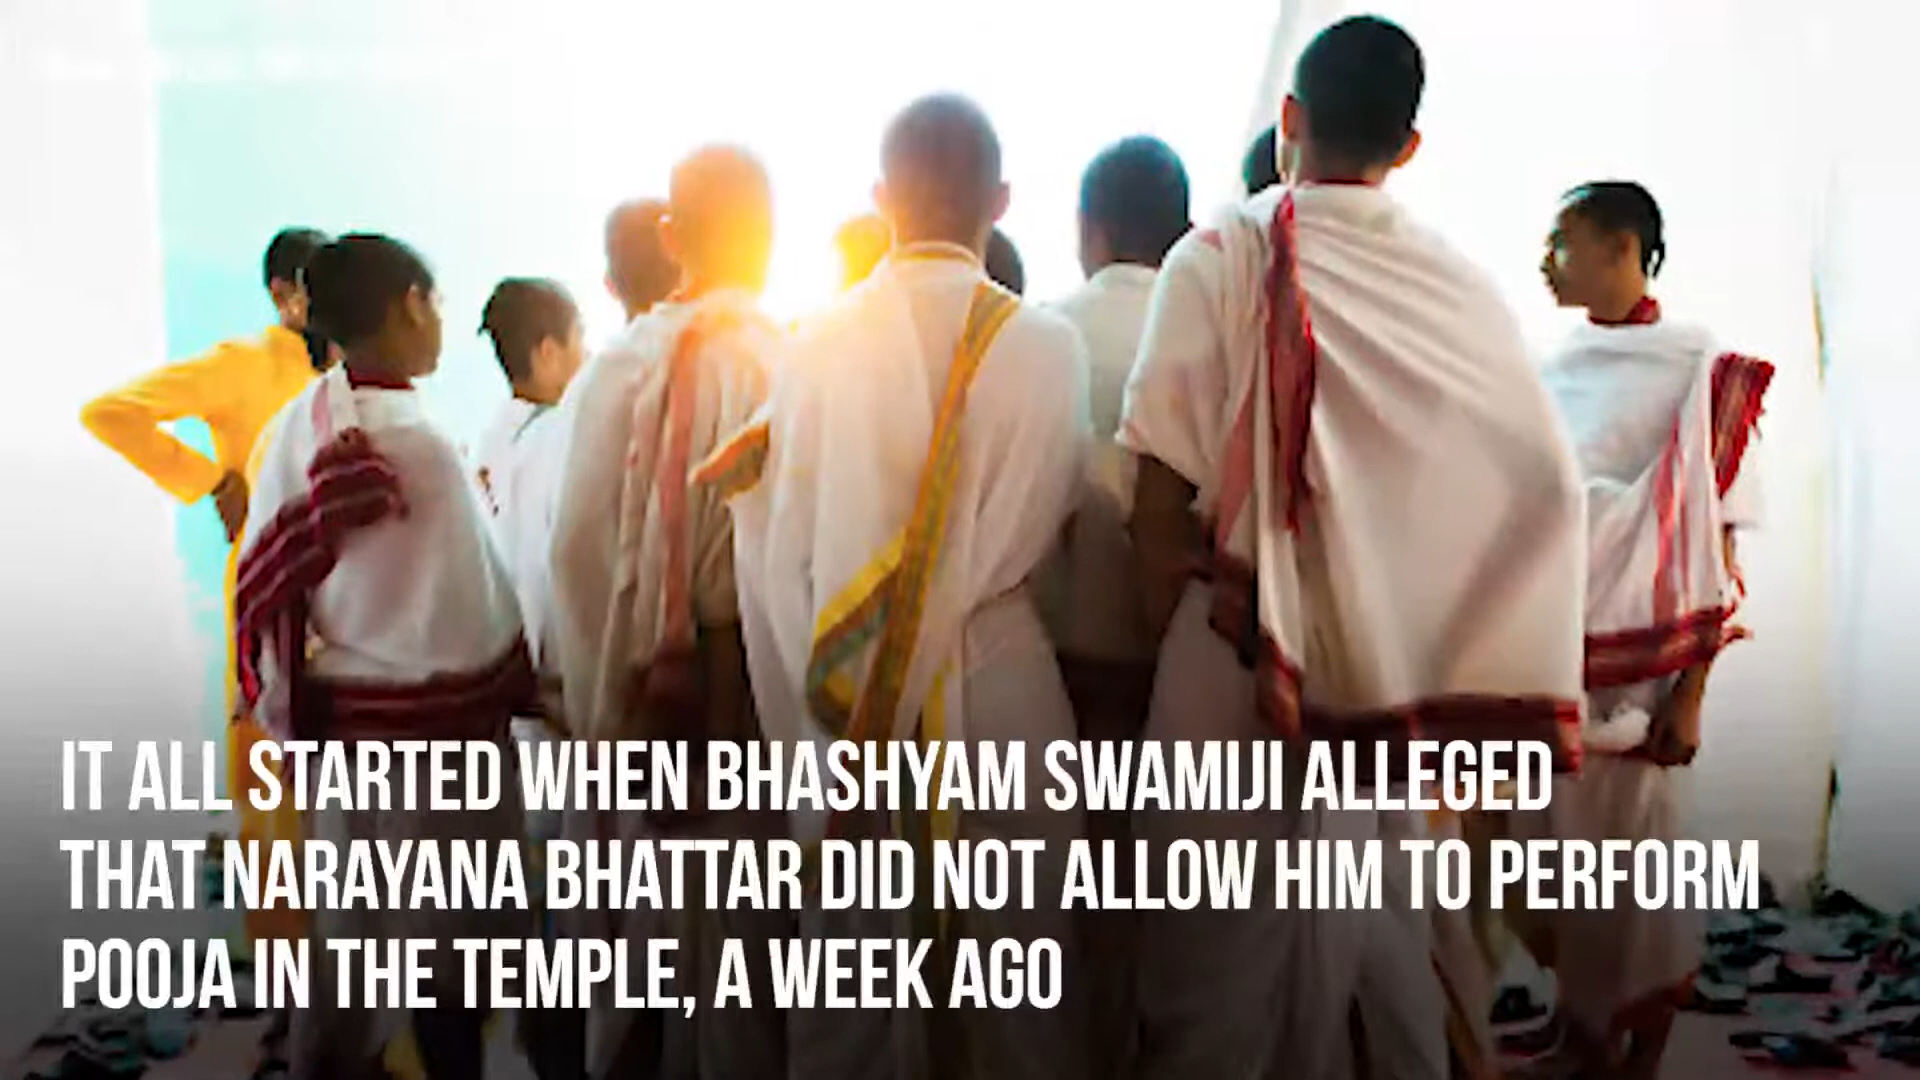 IT ALL STARTED WHEN BHASHYAM SWAMIJI ALLEGED
THAT NARAYANA BHATTAR DID NOT ALLOW HIM TO PERFORM
POOJA IN THE TEMPLE, A WEEK AGO